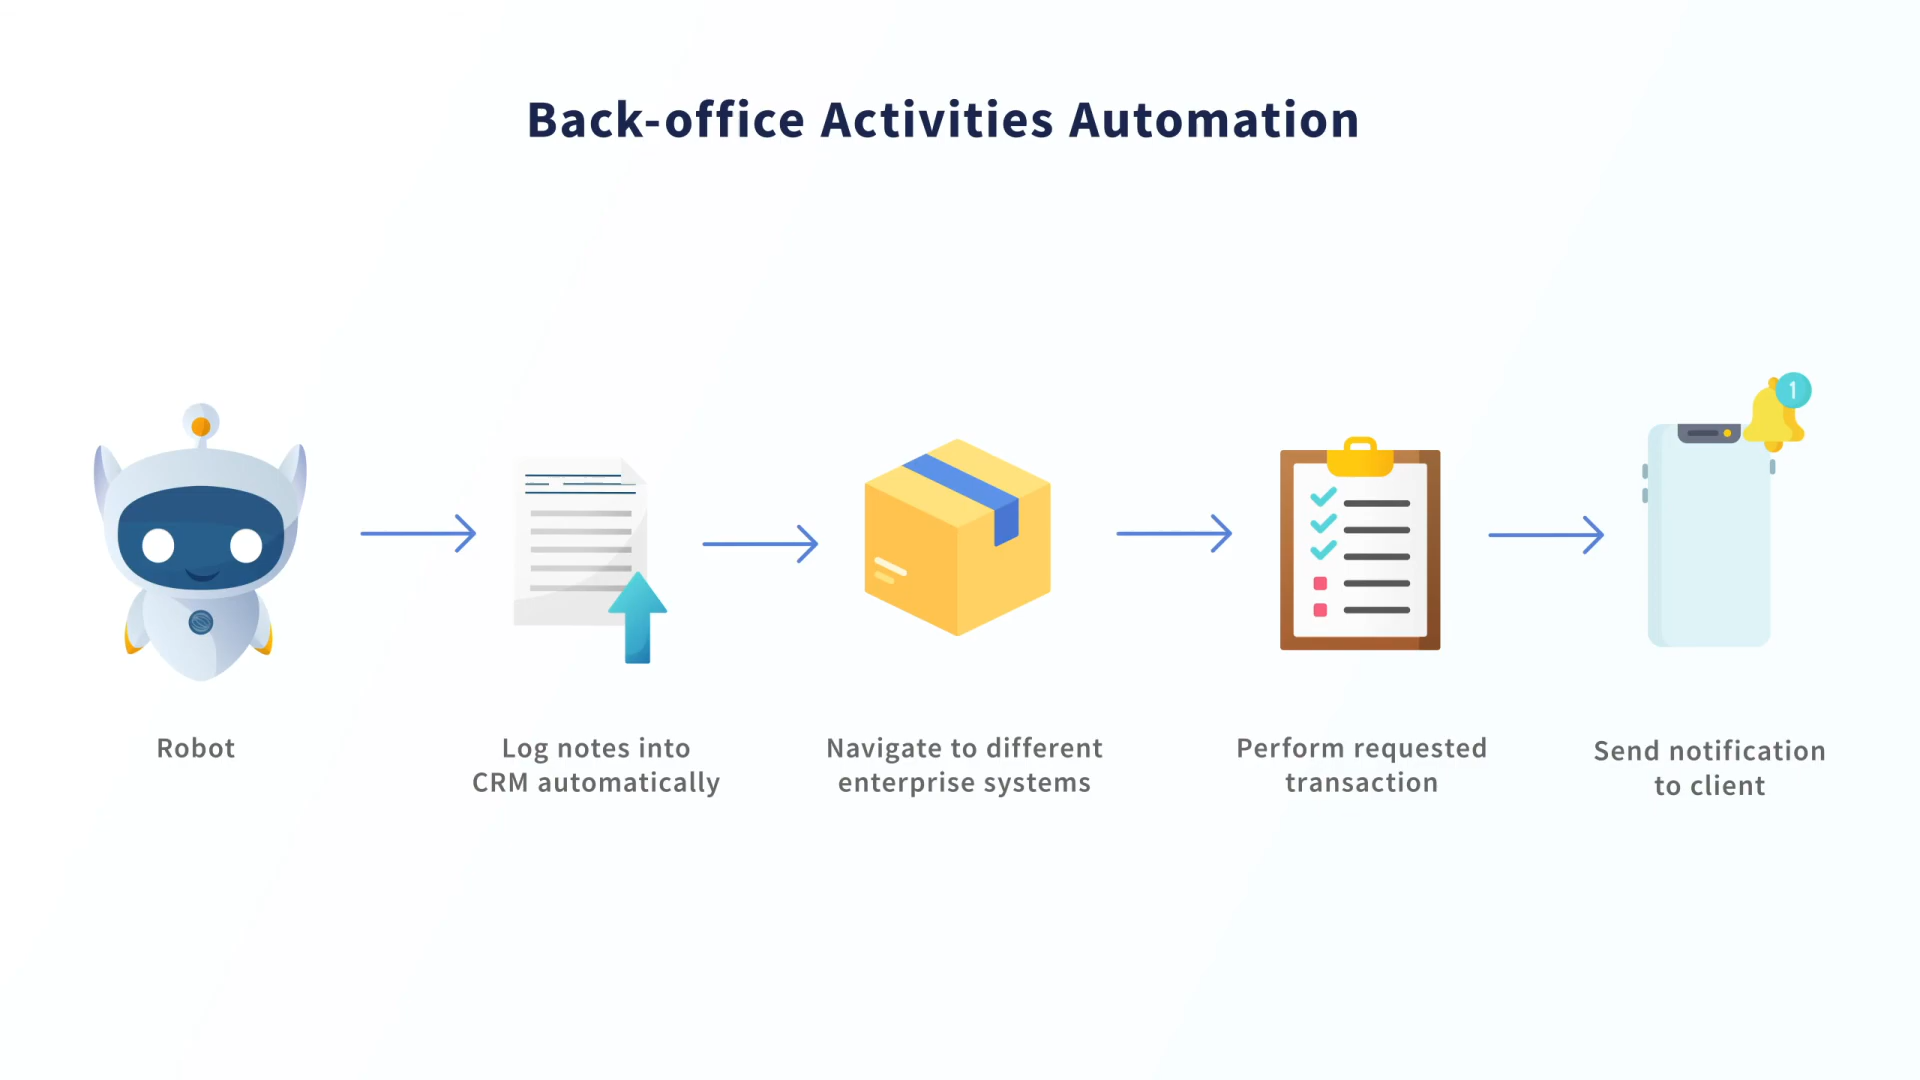 Back-office Activities Automation
1
Robot
Log notes into
CRM automatically
Navigate to different
enterprise systems
Perform requested
transaction
Send notification
to client